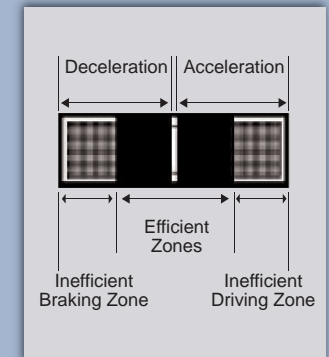 Deceleration Acceleration
Efficient
Zones
Inefficient Inefficient
Braking Zone Driving Zone